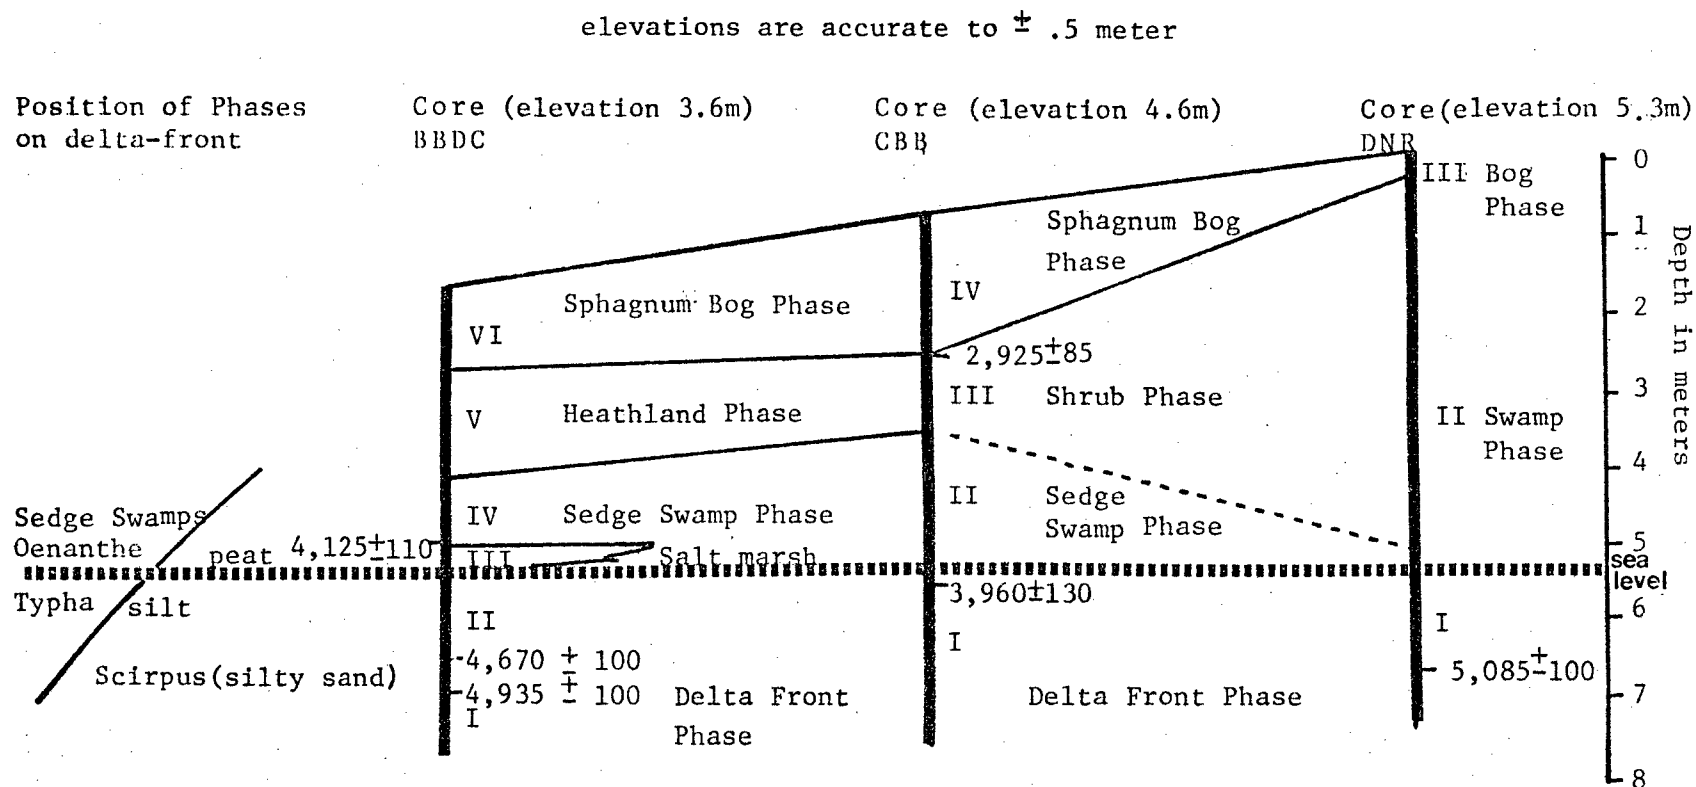 elevations are accurate to ± .5 meter
Position of Phases
on delta-front
Core (elevation 3.6m)
BBDC
Core (elevation 4.6m)
CBB
Core(elevation 5.3m)
DNR
Sphagnum Bog Phase
VI
Heathland Phase
V
IV
Sedge Swamp Phase
4,125±110
III
Salt marsh
II
4,670 ± 100
4,935 ± 100
I
Delta Front
Phase
Sphagnum Bog
Phase
IV
2,925±85
III
Shrub Phase
II
Sedge
Swamp Phase
3,960±130
I
Delta Front Phase
III Bog
Phase
II Swamp
Phase
I
5,085±100
Sedge Swamps
Oenanthe
peat
Typha
silt
Scirpus(silty sand)
0
1
2
3
4
5
sea
level
6
7
8
Depth in meters